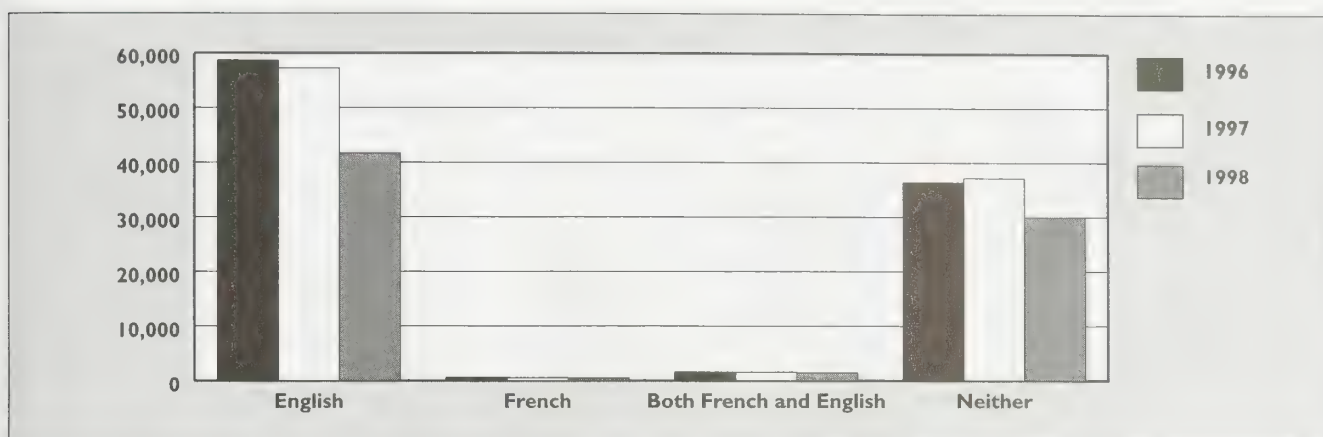 60,000
50,000
40,000
30,000
20,000
10,000
0
English
French
Both French and English
Neither
1996
1997
1998